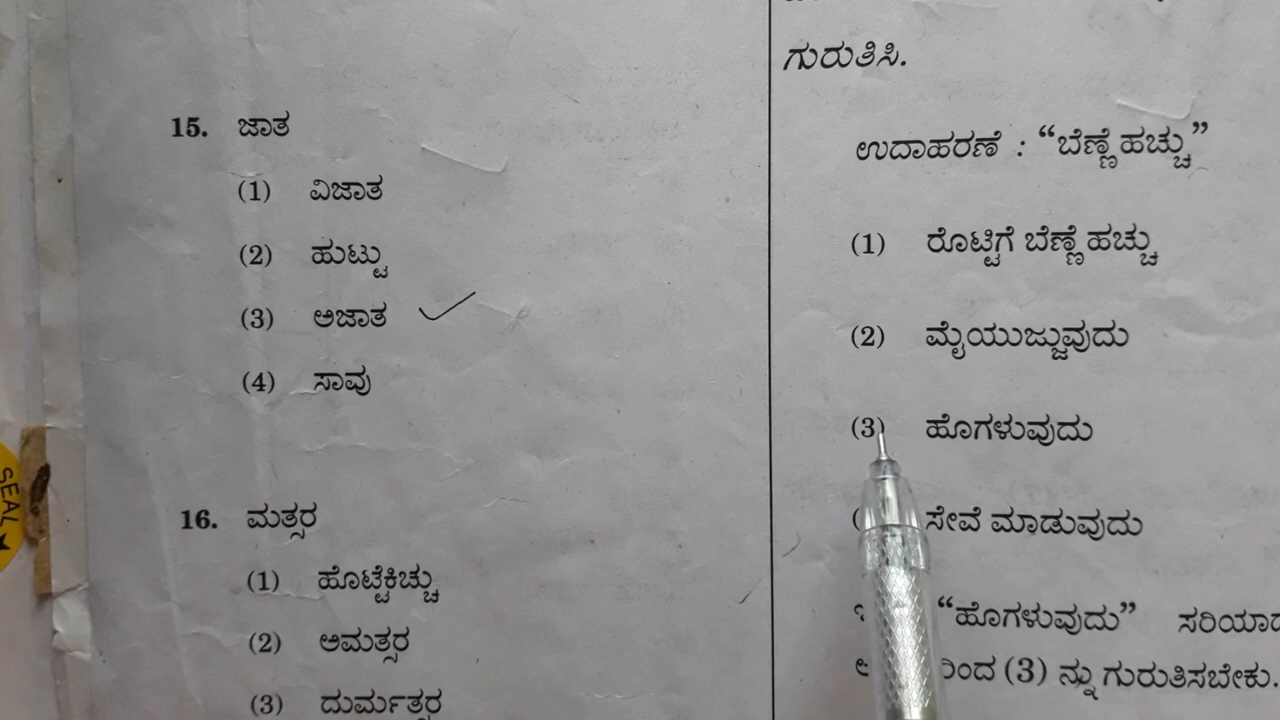 15. ಜಾತ
(1) ವಿಜಾತ
(2) ಹುಟ್ಟು
(3) ಅಜಾತ
(4) ಸಾವು
16. ಮತ್ಸರ
(1) ಹೊಟ್ಟೆಕಿಚ್ಚು
(2) ಅಮತ್ಸರ
(3) ದುರ್ಮತ್ಸರ
ಗುರುತಿಸಿ.
ಉದಾಹರಣೆ : “ಬೆಣ್ಣೆ ಹಚ್ಚು”
(1) ರೊಟ್ಟಿಗೆ ಬೆಣ್ಣೆ ಹಚ್ಚು
(2) ಮೈಯುಜ್ಜುವುದು
(3) ಹೊಗಳುವುದು
ಸೇವೆ ಮಾಡುವುದು
“ಹೊಗಳುವುದು”
(3) ನ್ನು ಗುರುತಿಸಬೇಕು.
SEAL